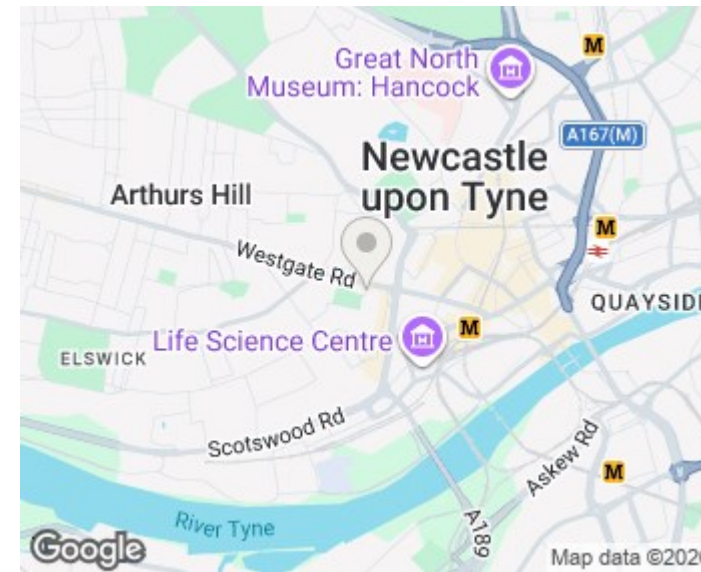 Great North
Museum: Hancock
M
A167(M)
Newcastle
upon Tyne
Arthurs Hill
M
Westgate Rd
QUAYSID
Life Science Centre
M
ELSWICK
Scotswood Rd
Askew Rd
M
River Tyne
A189
Google
Map data ©202